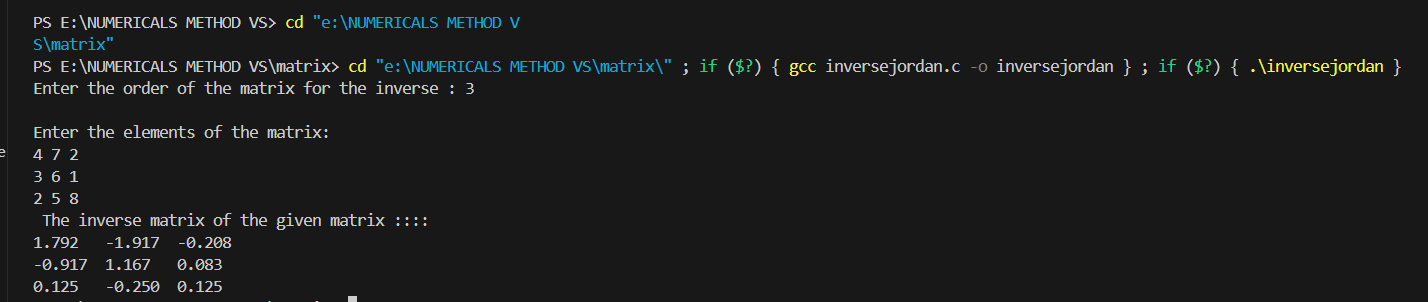 PS E:\NUMERICALS METHOD VS> cd "e:\NUMERICALS METHOD V
S\matrix"
PS E:\NUMERICALS METHOD VS\matrix> cd "e:\NUMERICALS METHOD VS\matrix\" ; if ($?) { gcc inversejordan.c -o inversejordan } ; if ($?) { .\inversejordan }
Enter the order of the matrix for the inverse : 3
Enter the elements of the matrix:
e
4 7 2
3 6 1
2 5 8
The inverse matrix of the given matrix ::::
1.792 -1.917 -0.208
-0.917 1.167 0.083
0.125 -0.250 0.125